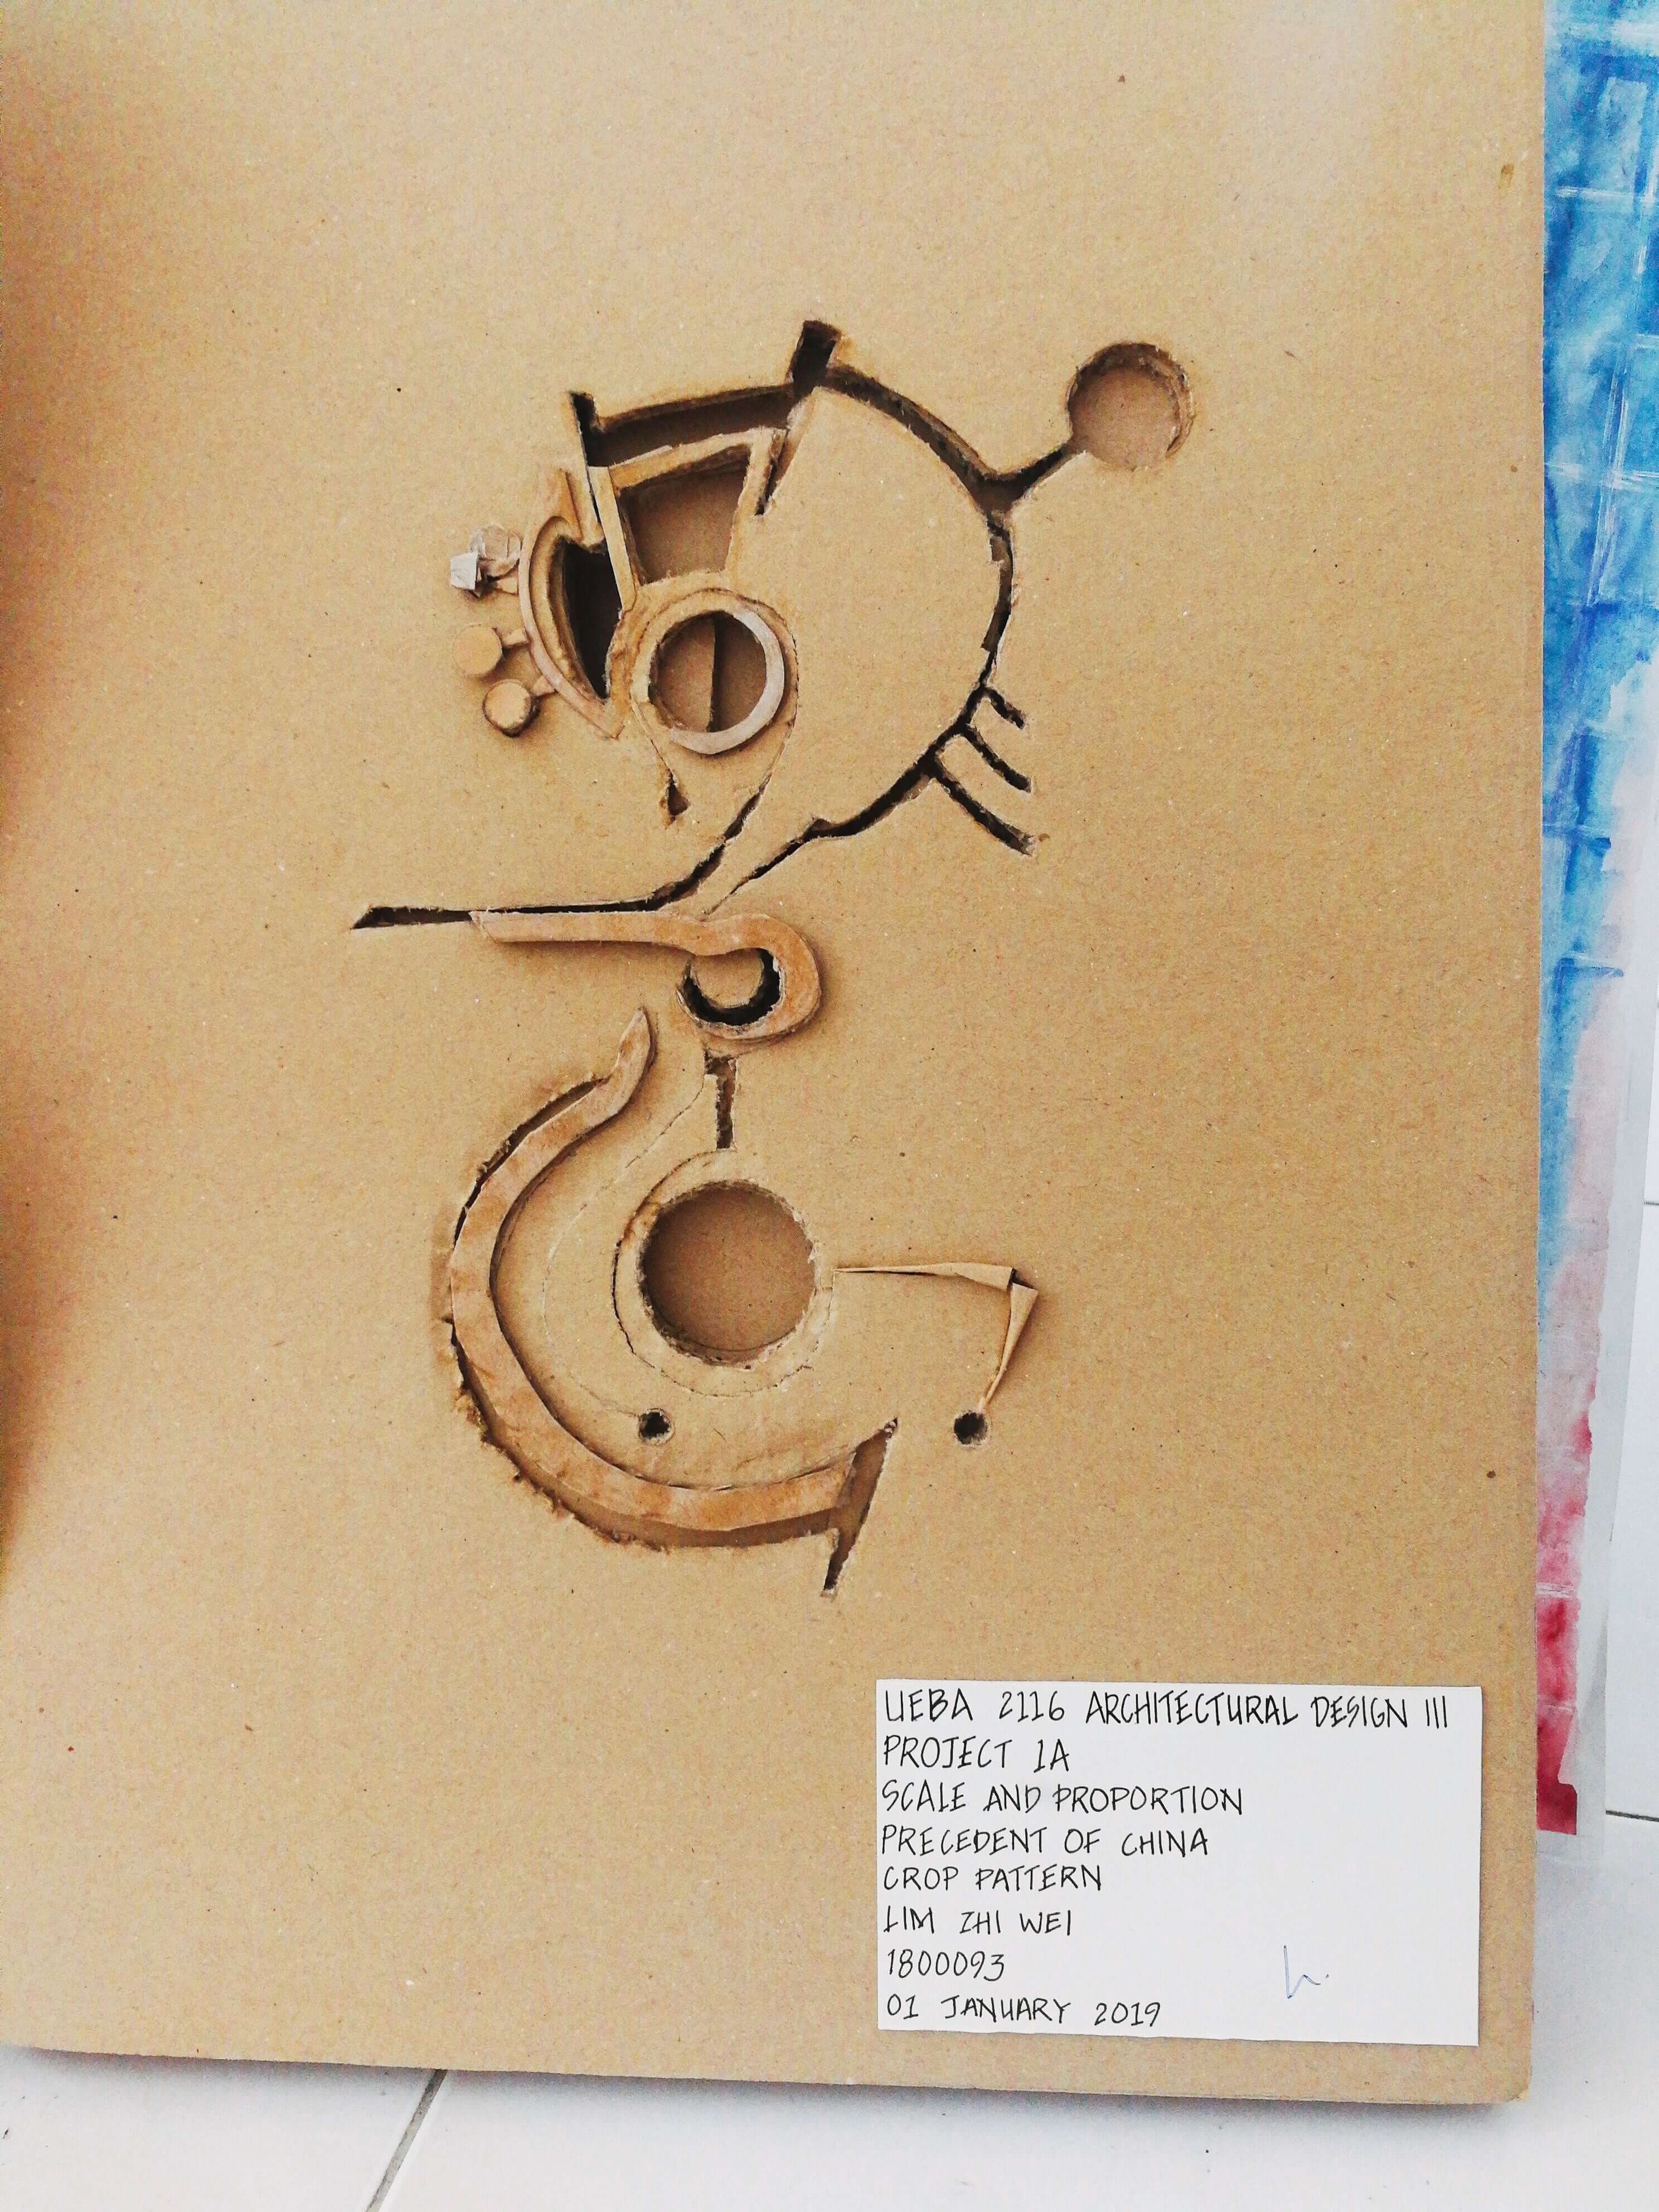 UEBA 2116 ARCHITECTURAL DESIGN III
PROJECT 1A
SCALE AND PROPORTION
PRECEDENT OF CHINA
CROP PATTERN
LIM ZHI WEI
1800093
01 JANUARY 2019